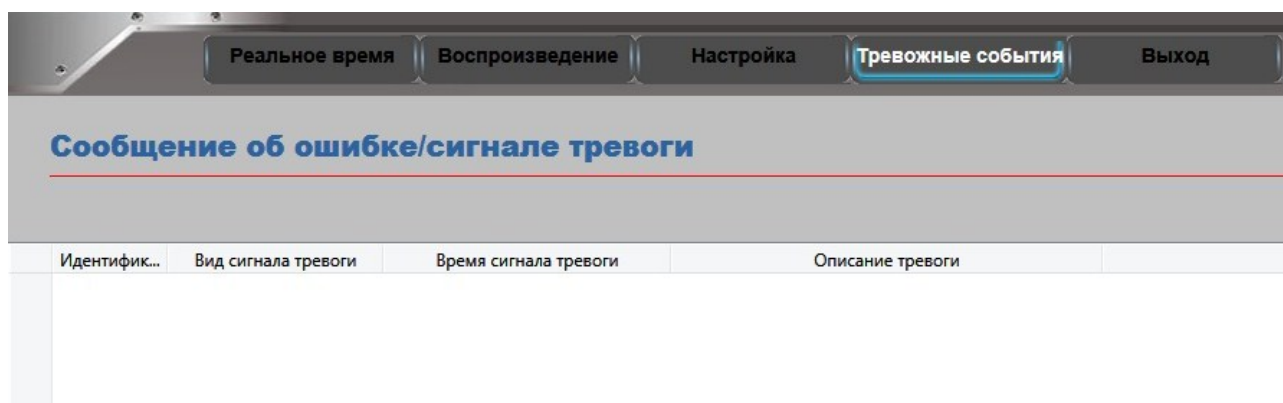 Реальное время Воспроизведение Настройка Тревожные события Выход
Сообщение об ошибке/сигнале тревоги
Идентифик... Вид сигнала тревоги Время сигнала тревоги Описание тревоги